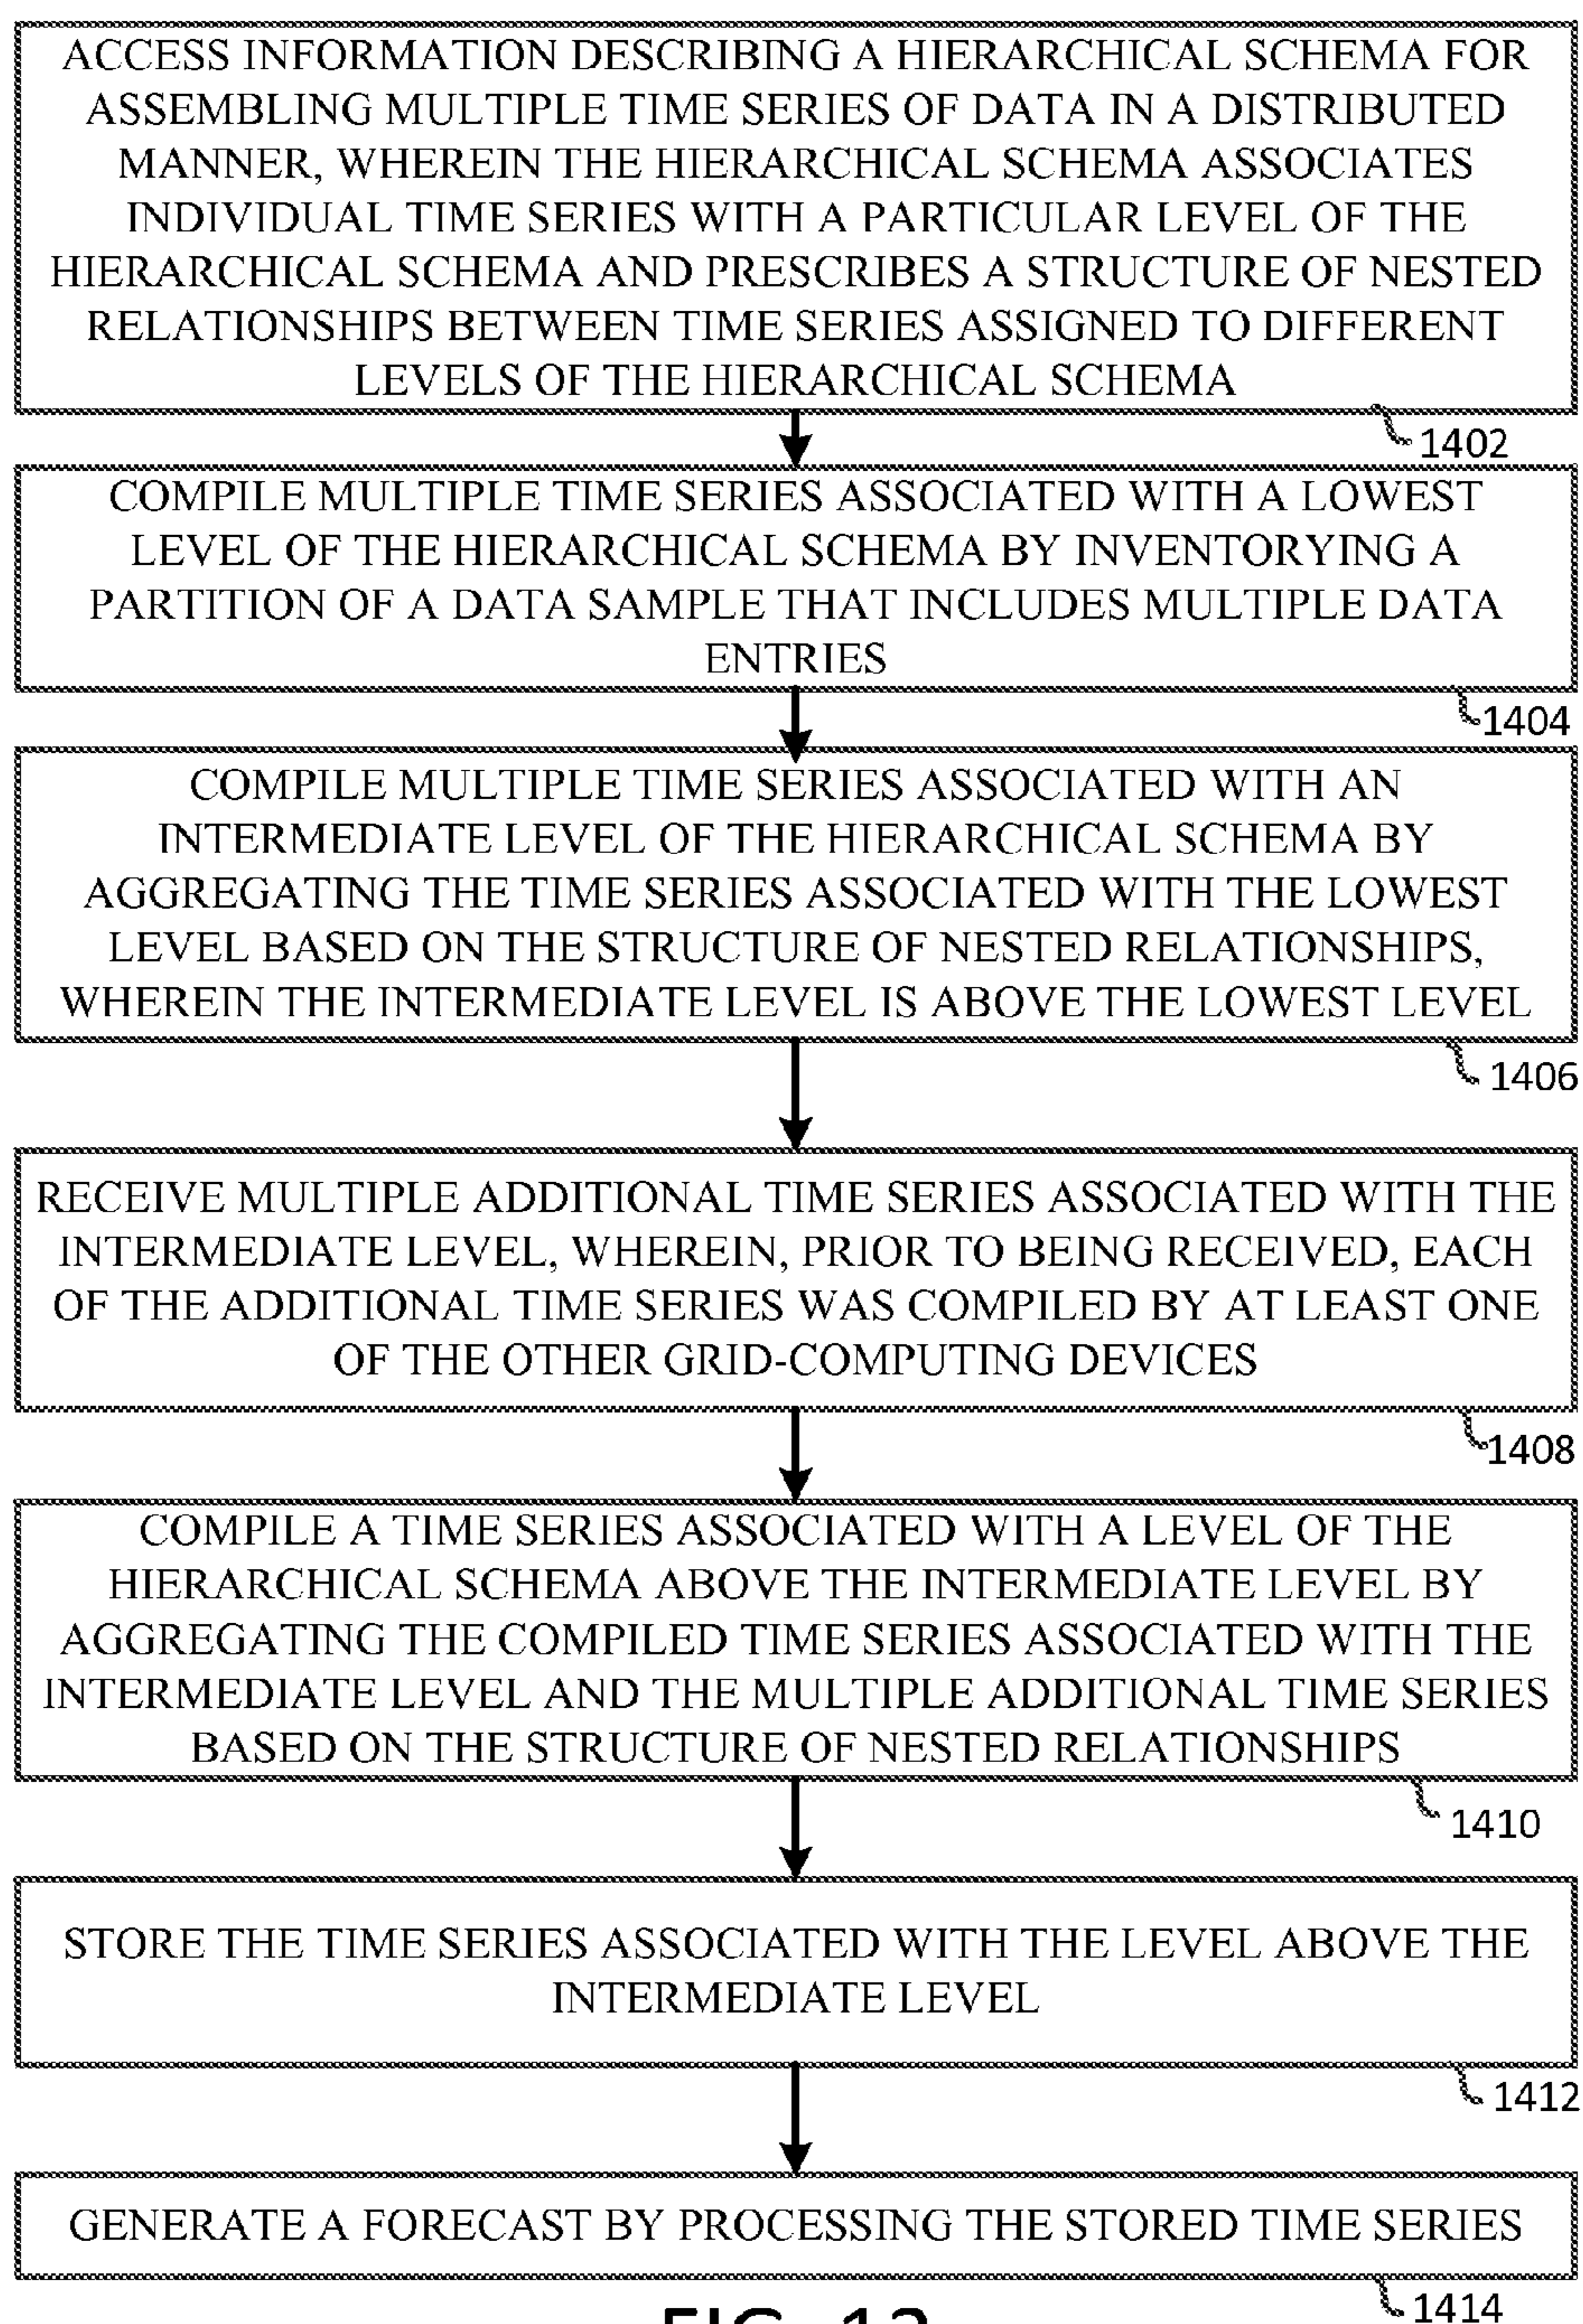 ACCESS INFORMATION DESCRIBING A HIERARCHICAL SCHEMA FOR
ASSEMBLING MULTIPLE TIME SERIES OF DATA IN A DISTRIBUTED
MANNER, WHEREIN THE HIERARCHICAL SCHEMA ASSOCIATES
INDIVIDUAL TIME SERIES WITH A PARTICULAR LEVEL OF THE
HIERARCHICAL SCHEMA AND PRESCRIBES A STRUCTURE OF NESTED
RELATIONSHIPS BETWEEN TIME SERIES ASSIGNED TO DIFFERENT
LEVELS OF THE HIERARCHICAL SCHEMA
1402
COMPILE MULTIPLE TIME SERIES ASSOCIATED WITH A LOWEST
LEVEL OF THE HIERARCHICAL SCHEMA BY INVENTORYING A
PARTITION OF A DATA SAMPLE THAT INCLUDES MULTIPLE DATA
ENTRIES
1404
COMPILE MULTIPLE TIME SERIES ASSOCIATED WITH AN
INTERMEDIATE LEVEL OF THE HIERARCHICAL SCHEMA BY
AGGREGATING THE TIME SERIES ASSOCIATED WITH THE LOWEST
LEVEL BASED ON THE STRUCTURE OF NESTED RELATIONSHIPS,
WHEREIN THE INTERMEDIATE LEVEL IS ABOVE THE LOWEST LEVEL
1406
RECEIVE MULTIPLE ADDITIONAL TIME SERIES ASSOCIATED WITH THE
INTERMEDIATE LEVEL, WHEREIN, PRIOR TO BEING RECEIVED, EACH
OF THE ADDITIONAL TIME SERIES WAS COMPILED BY AT LEAST ONE
OF THE OTHER GRID-COMPUTING DEVICES
1408
COMPILE A TIME SERIES ASSOCIATED WITH A LEVEL OF THE
HIERARCHICAL SCHEMA ABOVE THE INTERMEDIATE LEVEL BY
AGGREGATING THE COMPILED TIME SERIES ASSOCIATED WITH THE
INTERMEDIATE LEVEL AND THE MULTIPLE ADDITIONAL TIME SERIES
BASED ON THE STRUCTURE OF NESTED RELATIONSHIPS
1410
STORE THE TIME SERIES ASSOCIATED WITH THE LEVEL ABOVE THE
INTERMEDIATE LEVEL
1412
GENERATE A FORECAST BY PROCESSING THE STORED TIME SERIES
1414